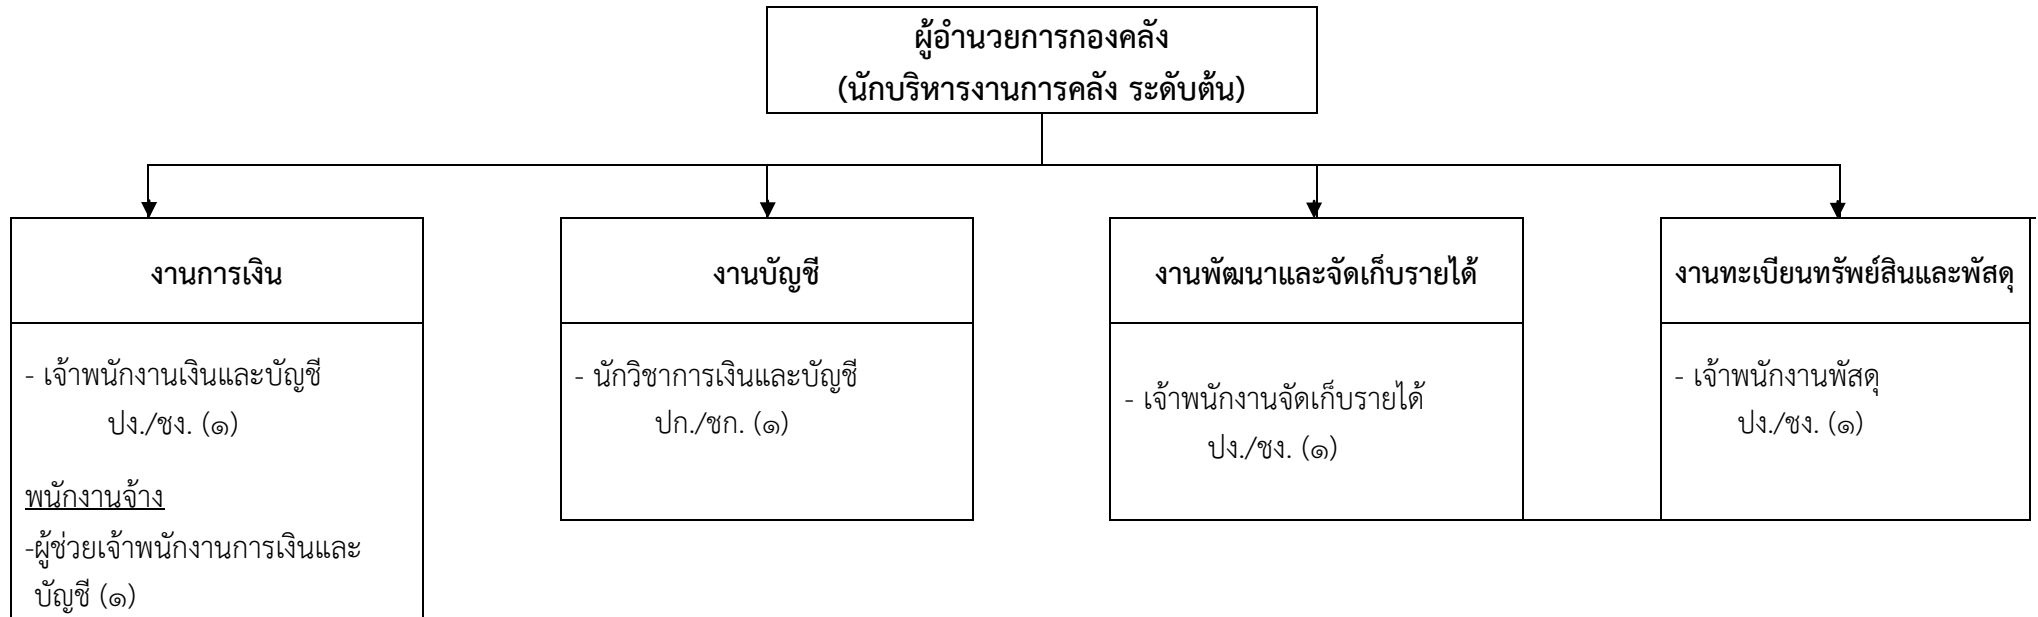 ผู้อำนวยการกองคลัง
(นักบริหารงานการคลัง ระดับต้น)
งานการเงิน
- เจ้าพนักงานเงินและบัญชี
ปง./ชง. (๑)
พนักงานจ้าง
-ผู้ช่วยเจ้าพนักงานการเงินและ
บัญชี (๑)
งานบัญชี
- นักวิชาการเงินและบัญชี
ปก./ชก. (๑)
งานพัฒนาและจัดเก็บรายได้
- เจ้าพนักงานจัดเก็บรายได้
ปง./ชง. (๑)
งานทะเบียนทรัพย์สินและพัสดุ
- เจ้าพนักงานพัสดุ
ปง./ชง. (๑)